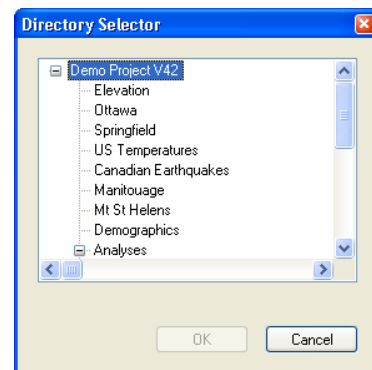 Directory Selector
Demo Project V42
Elevation
Ottawa
Springfield
US Temperatures
Canadian Earthquakes
Manitouage
Mt St Helens
Demographics
Analyses
OK Cancel